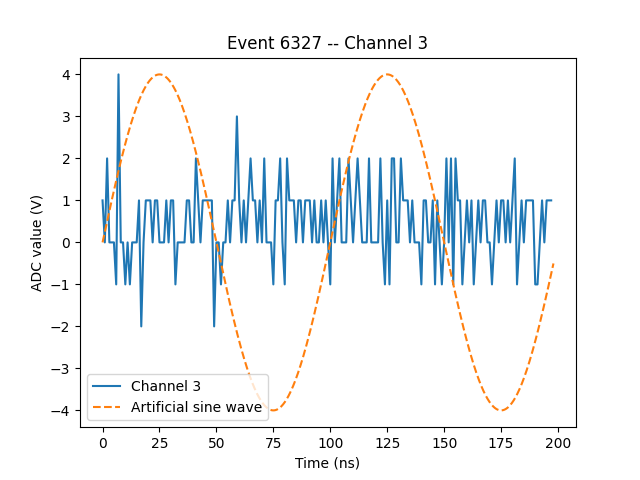 Event 6327 -- Channel 3
ADC value (V)
4
3
2
1
0
−1
−2
−3
−4
Channel 3
Artificial sine wave
0 25 50 75 100 125 150 175 200
Time (ns)